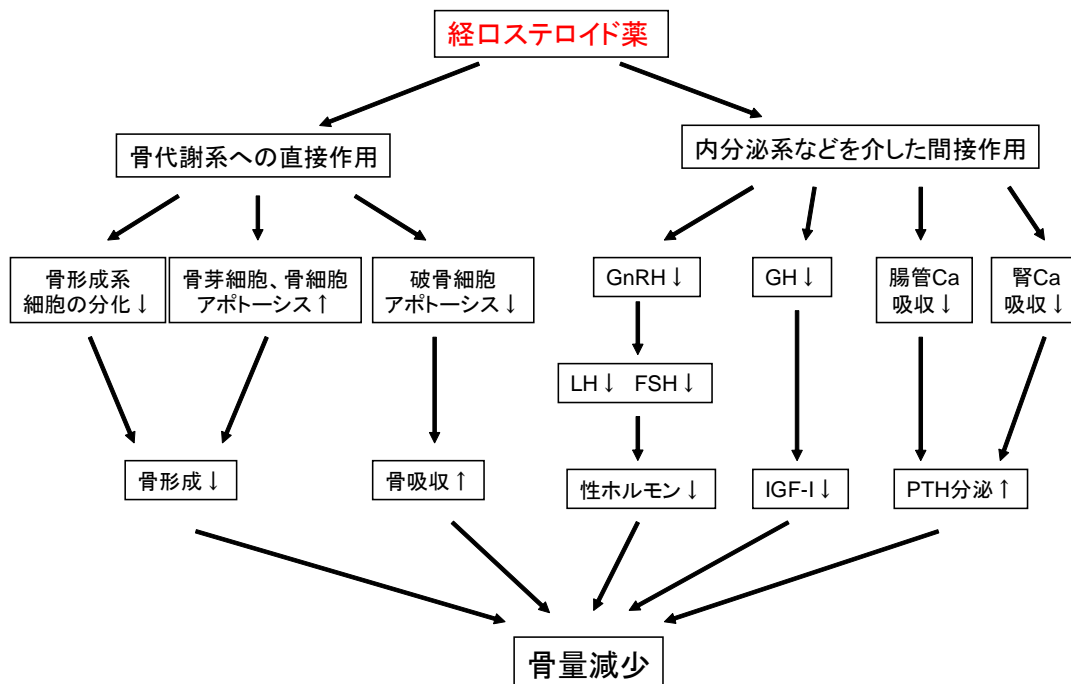 経口ステロイド薬
骨代謝系への直接作用
内分泌系などを介した間接作用
骨形成系
細胞の分化↓
骨芽細胞、骨細胞
アポトーシス↑
破骨細胞
アポトーシス↓
GnRH↓
GH↓
腸管Ca
吸収↓
腎Ca
吸収↓
LH↓ FSH↓
骨形成↓
骨吸収↑
性ホルモン↓
IGF-I↓
PTH分泌↑
骨量減少